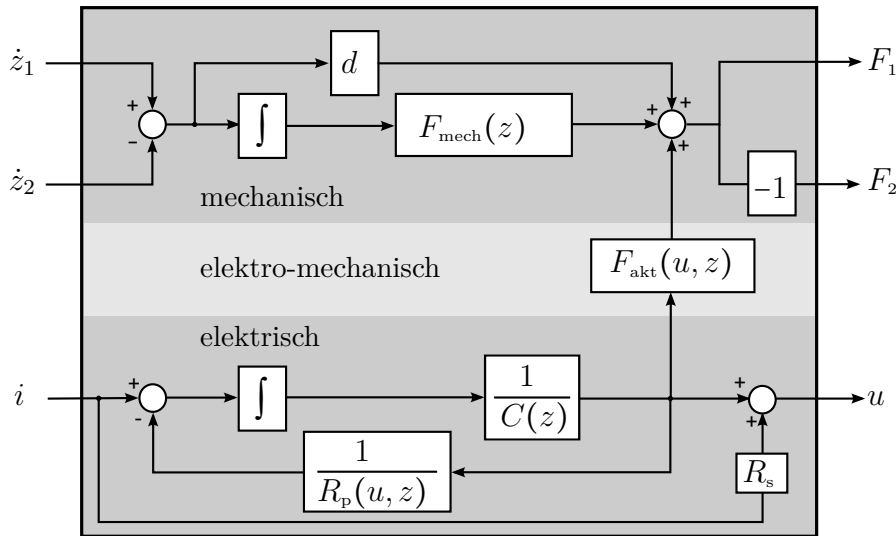 ż₁ d F₁
+ + +
∫ F_mech(z)
- +
ż₂ -1 F₂
mechanisch
elektro-mechanisch F_akt(u, z)
elektrisch
i + ∫ 1/C(z) + u
- +
1/R_p(u, z) R_s